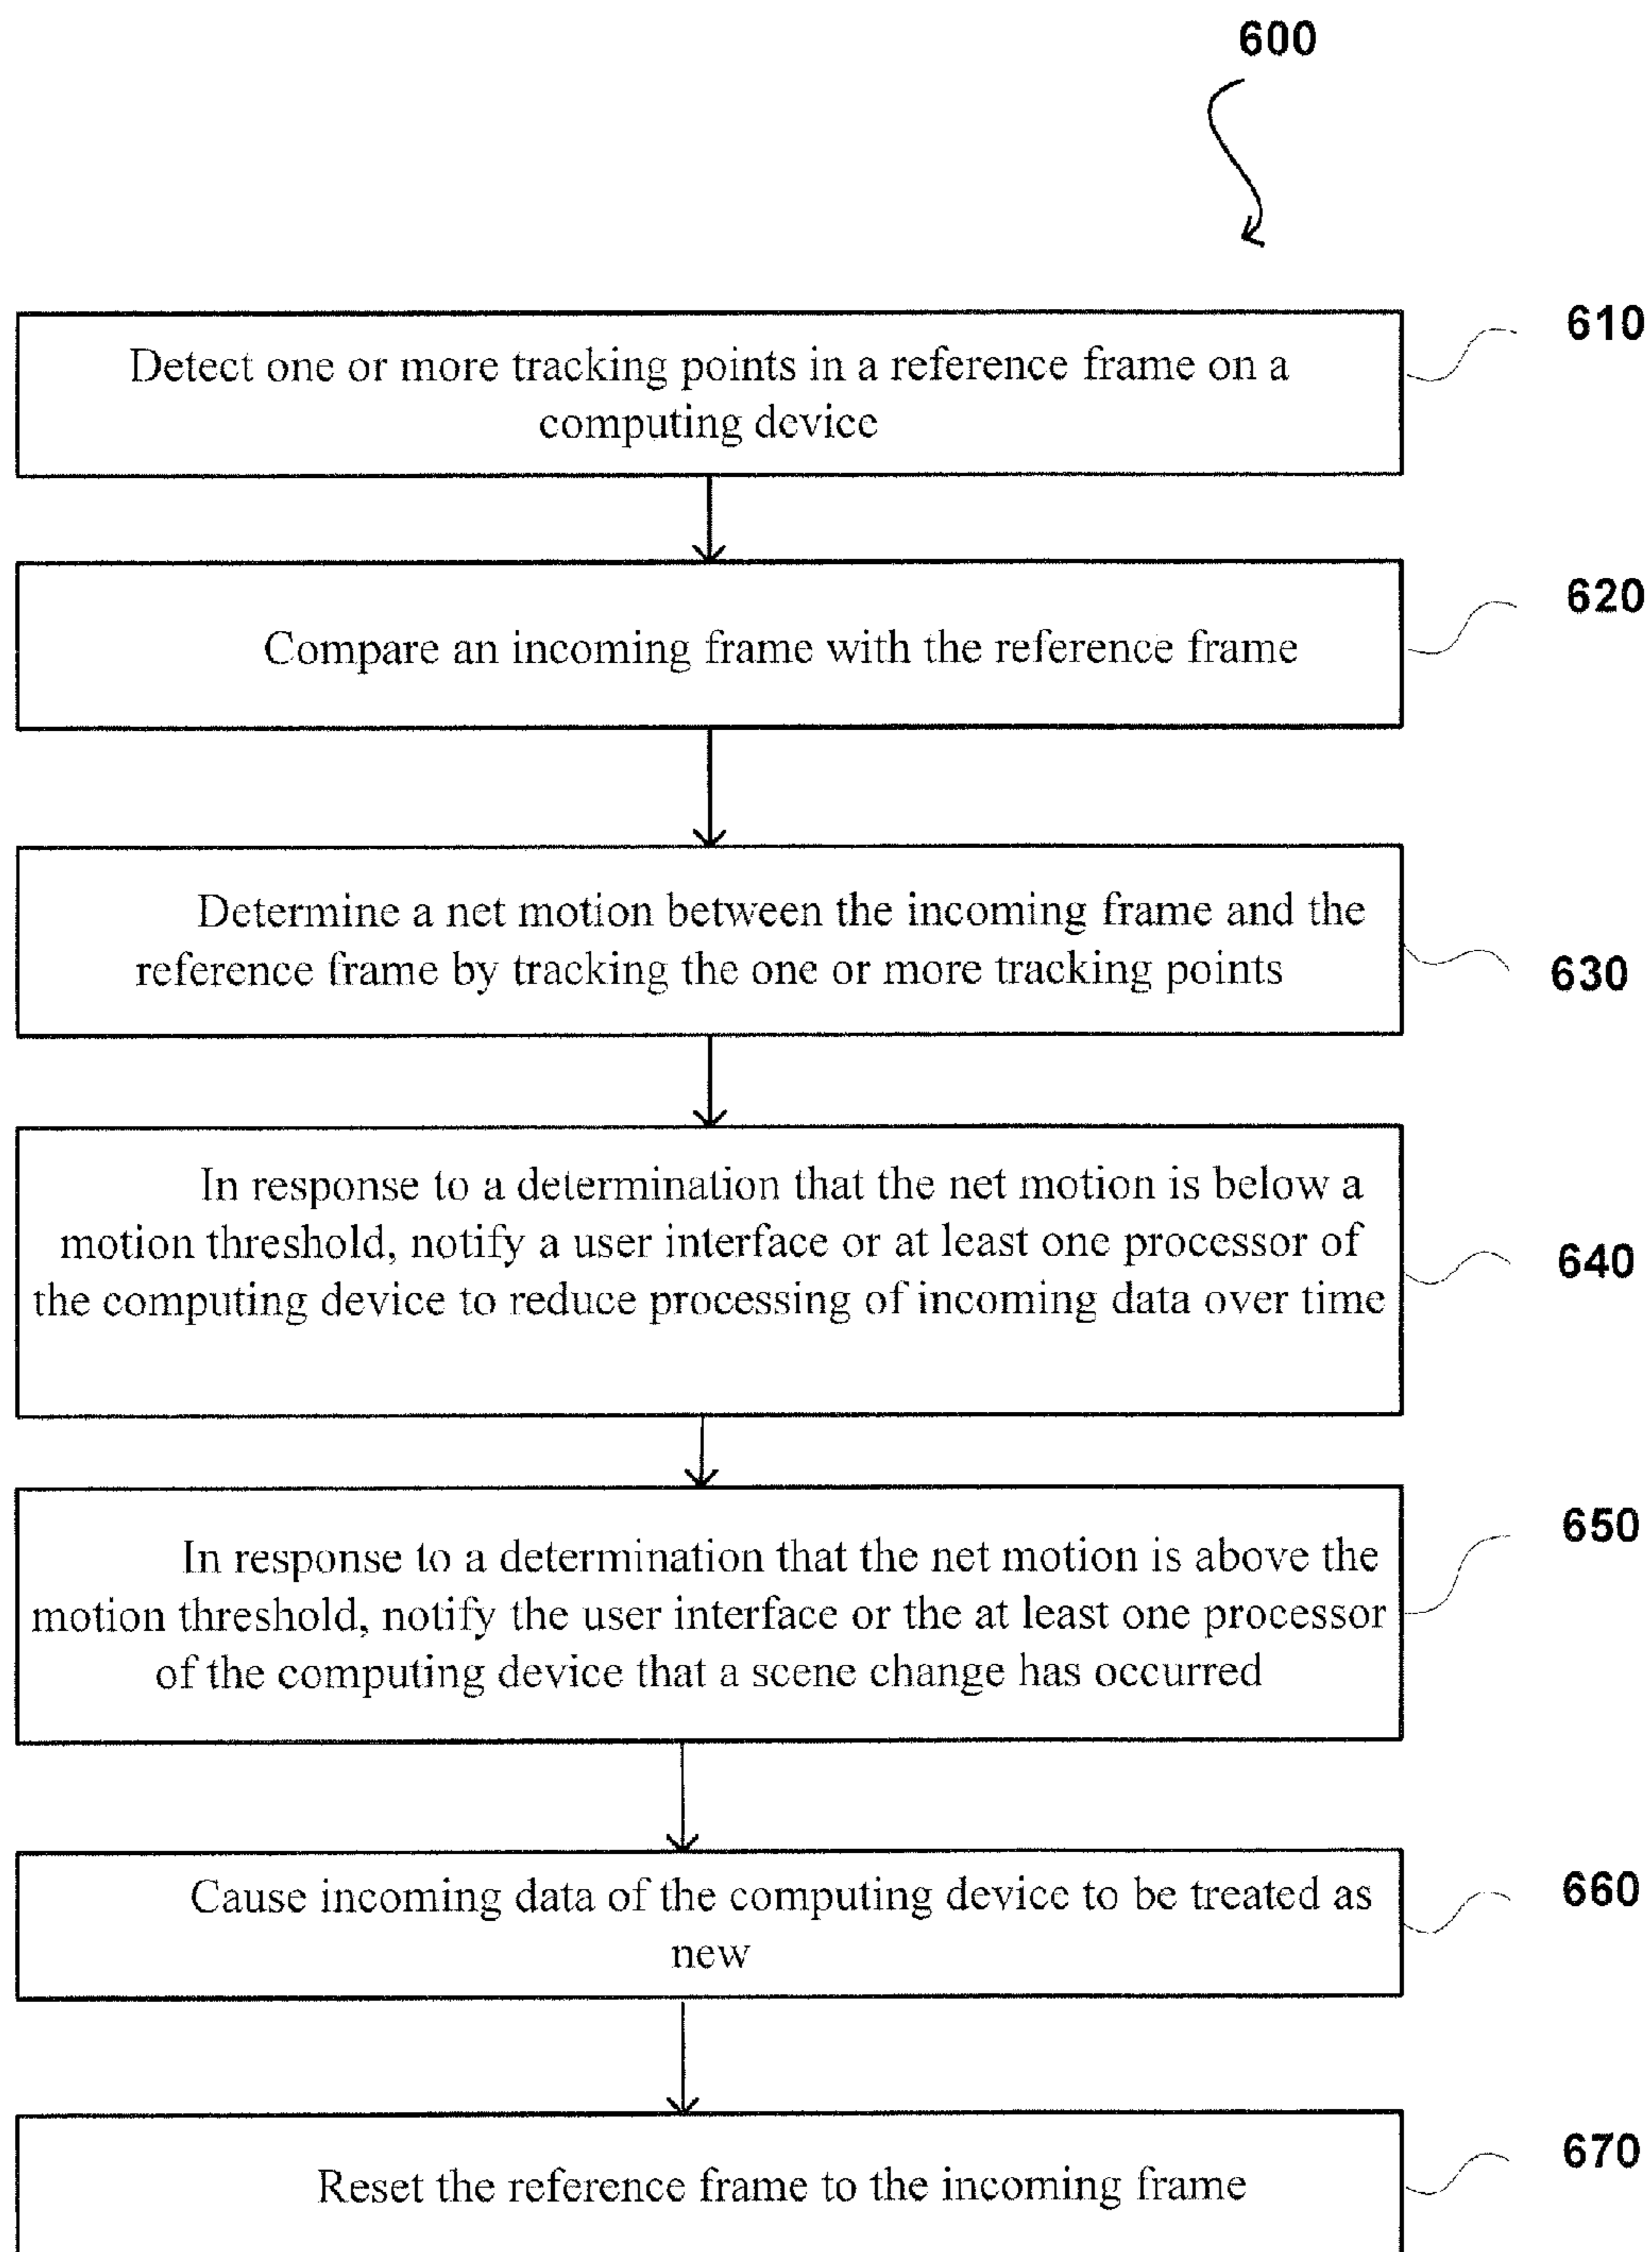 600
610
Detect one or more tracking points in a reference frame on a
computing device
620
Compare an incoming frame with the reference frame
Determine a net motion between the incoming frame and the
reference frame by tracking the one or more tracking points
630
In response to a determination that the net motion is below a
motion threshold, notify a user interface or at least one processor of
the computing device to reduce processing of incoming data over time
640
650
In response to a determination that the net motion is above the
motion threshold, notify the user interface or the at least one processor
of the computing device that a scene change has occurred
660
Cause incoming data of the computing device to be treated as
new
670
Reset the reference frame to the incoming frame